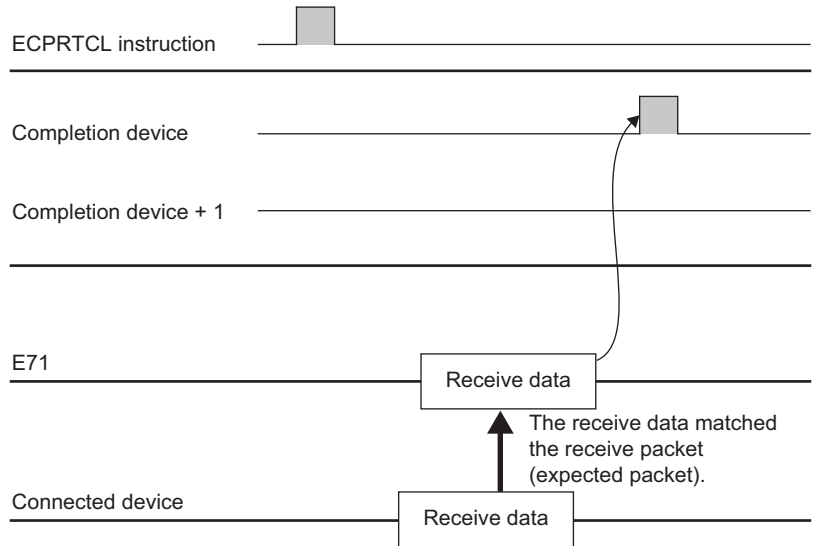 ECPRTCL instruction
Completion device
Completion device + 1
E71
Receive data
The receive data matched
the receive packet
(expected packet).
Connected device
Receive data